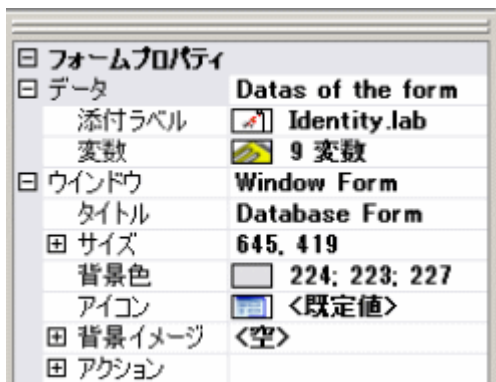 フォームプロパティ
データ Datas of the form
添付ラベル Identity.lab
変数 9 変数
ウインドウ Window Form
タイトル Database Form
サイズ 645, 419
背景色 224; 223; 227
アイコン <既定値>
背景イメージ <空>
アクション